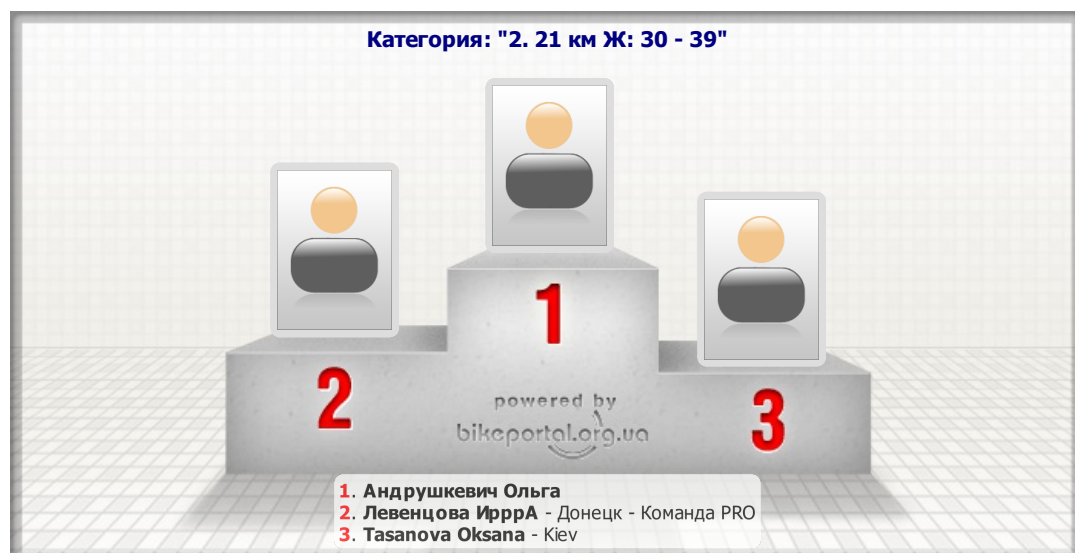 Категория: "2. 21 км Ж: 30 - 39"
1
2
3
powered by
bikeportal.org.ua
1. Андрушкевич Ольга
2. Левенцова ИрррА - Донецк - Команда PRO
3. Tasanova Oksana - Kiev